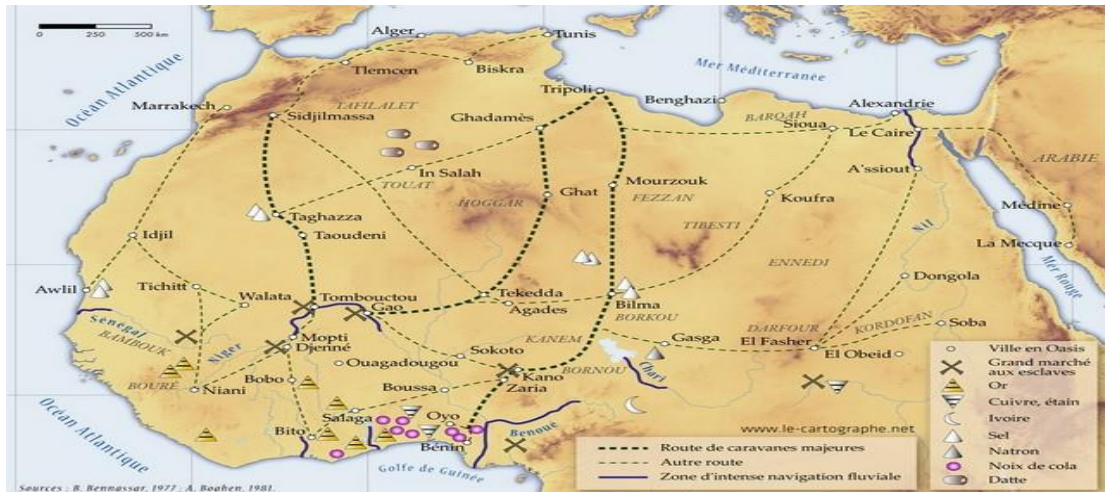 0 250 500 km
Alger
Tunis
Océan Atlantique
Tlemcen
Biskra
Mer Méditerranée
Marrakech
TAFILALET
Tripoli
Benghazi
Alexandrie
Sidjilmassa
Ghadamès
BARQAH
Sioua
Le Caire
ARABIE
In Salah
A'ssiout
TOUAT
Ghat
Mourzouk
HOGGAR
FEZZAN
Koufra
Médine
Taghazza
TIBESTI
Nil
Idjil
Taoudeni
La Mecque
ENNEDI
Mer Rouge
Awlil
Tichitt
Walata
Tombouctou
Gao
Tekedda
Agades
Bilma
BORKOU
Dongola
Sénégal
BAMBOUK
Niger
Mopti
Djenné
KANEM
Gasga
DARFOUR
KORDOFAN
Soba
Ouagadougou
Sokoto
El Fasher
El Obeid
BOURÉ
Niani
Bobo
Boussa
Kano
Zaria
BORNOU
Chari
Salaga
Oyo
Bito
Bénin
Benoue
Océan Atlantique
Golfe de Guinée
www.le-cartographe.net
Route de caravanes majeures
Autre route
Zone d'intense navigation fluviale
Ville en Oasis
Grand marché
aux esclaves
Or
Cuivre, étain
Ivoire
Sel
Natron
Noix de cola
Datte
Sources : B. Bennassar, 1977 ; A. Boahen, 1981.